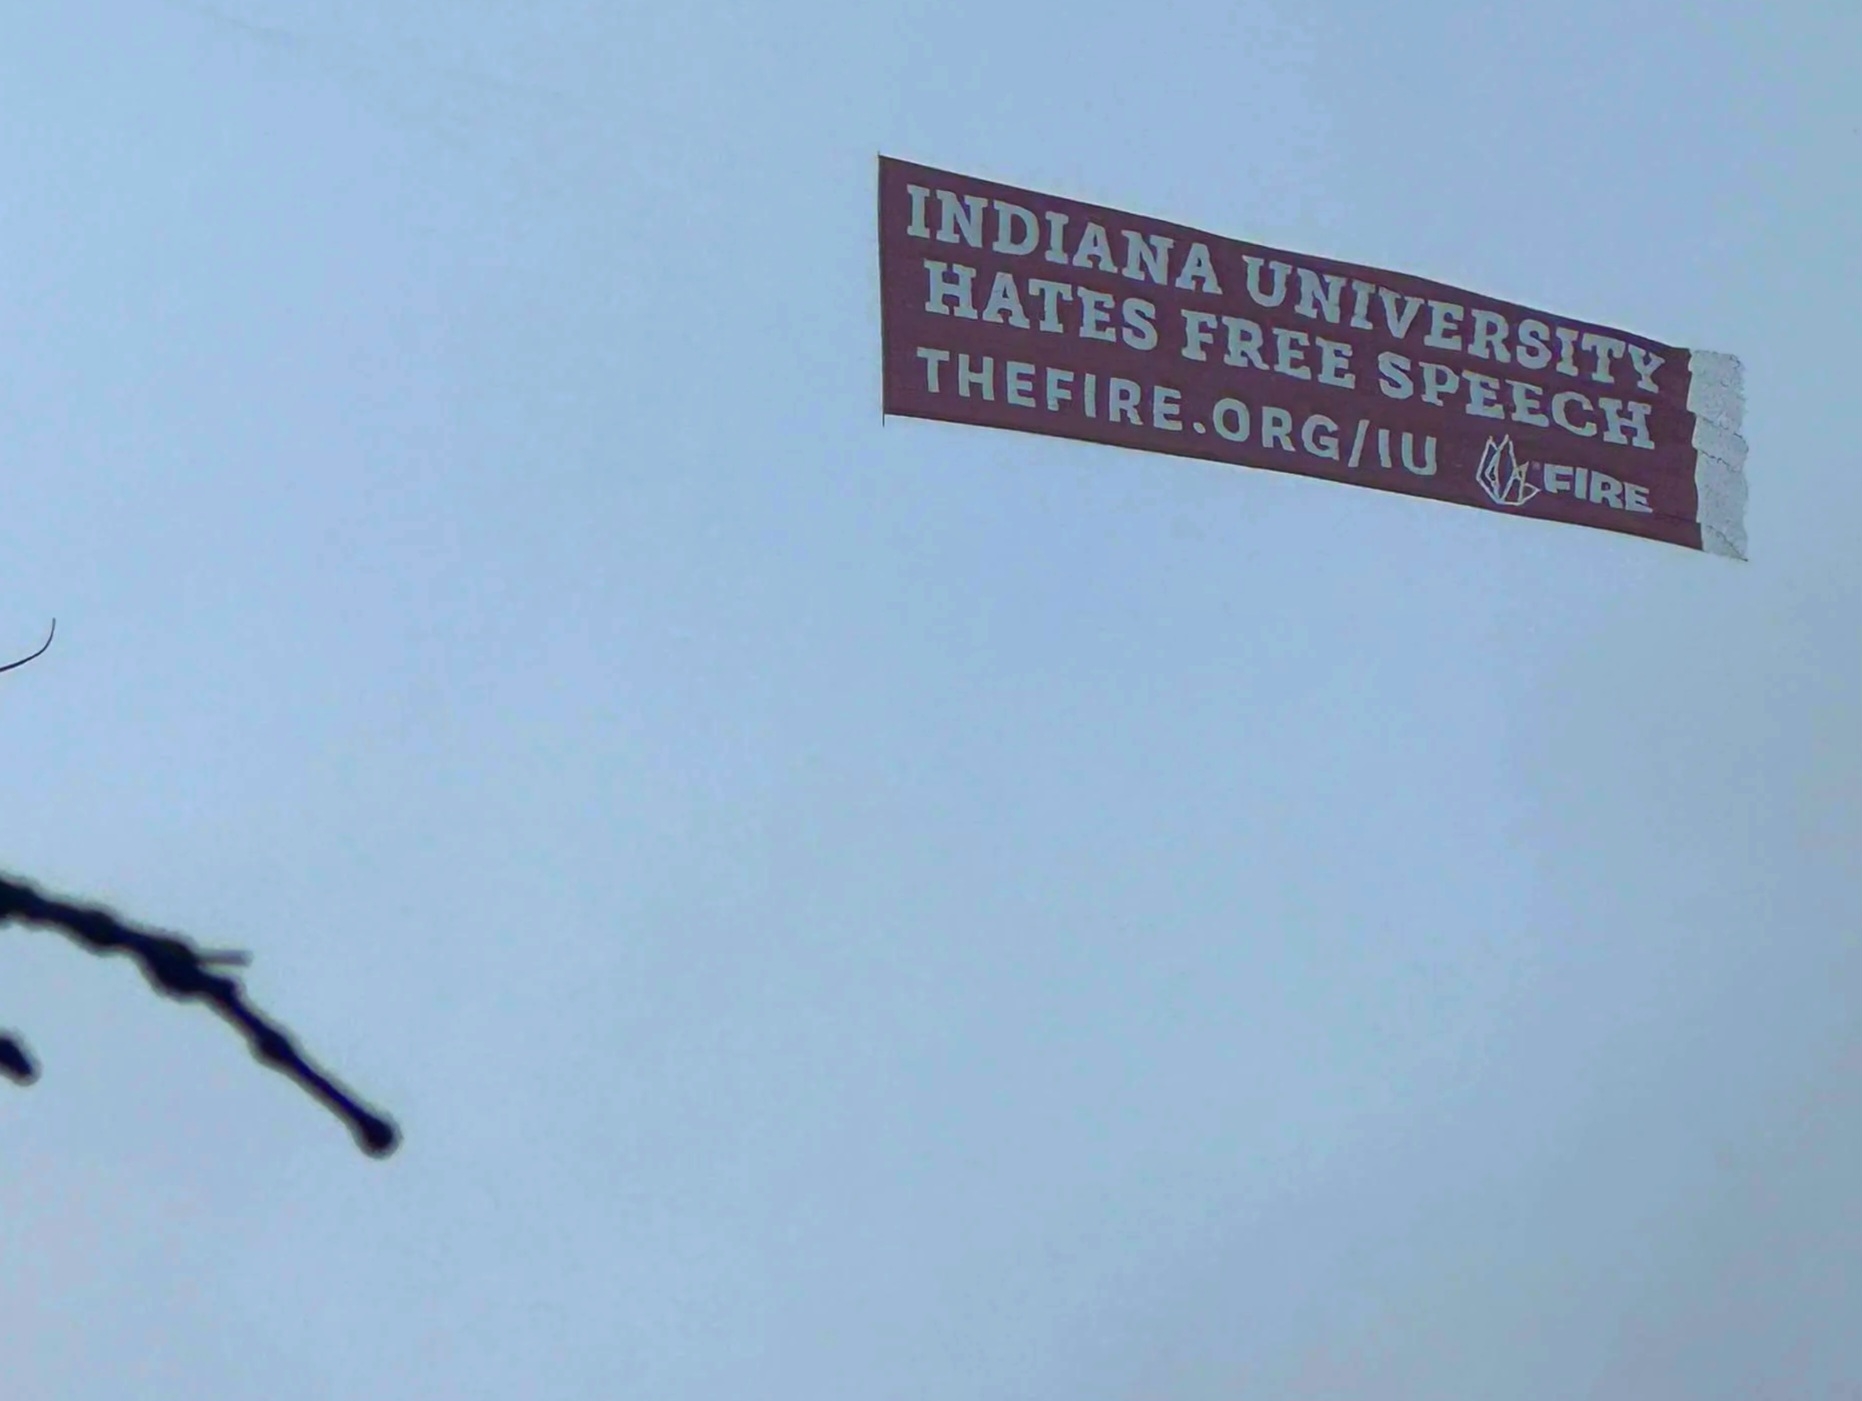 INDIANA UNIVERSITY
HATES FREE SPEECH
THEFIRE.ORG/IU
FIRE